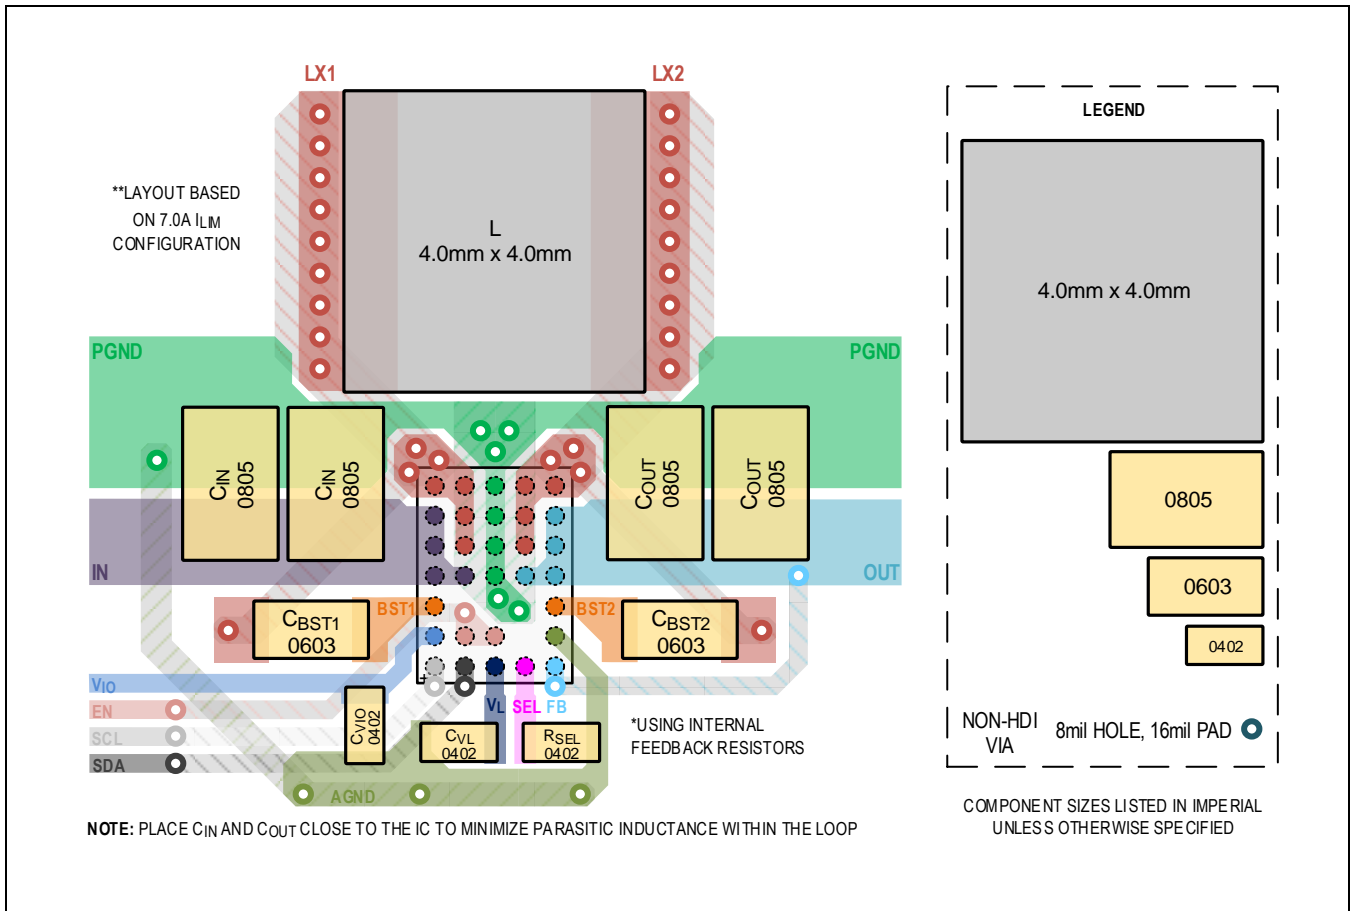 LX1
LX2
LEGEND
**LAYOUT BASED
ON 7.0A ILIM
CONFIGURATION
L
4.0mm x 4.0mm
4.0mm x 4.0mm
PGND
PGND
CIN
0805
CIN
0805
COUT
0805
COUT
0805
0805
IN
OUT
0603
BST1
BST2
CBST1
0603
CBST2
0603
0402
VIO
EN
SCL
SDA
+
VL
SEL
FB
CVIO
0402
CVL
0402
RSEL
0402
*USING INTERNAL
FEEDBACK RESISTORS
NON-HDI
VIA
8mil HOLE, 16mil PAD
AGND
NOTE: PLACE CIN AND COUT CLOSE TO THE IC TO MINIMIZE PARASITIC INDUCTANCE WITHIN THE LOOP
COMPONENT SIZES LISTED IN IMPERIAL
UNLESS OTHERWISE SPECIFIED